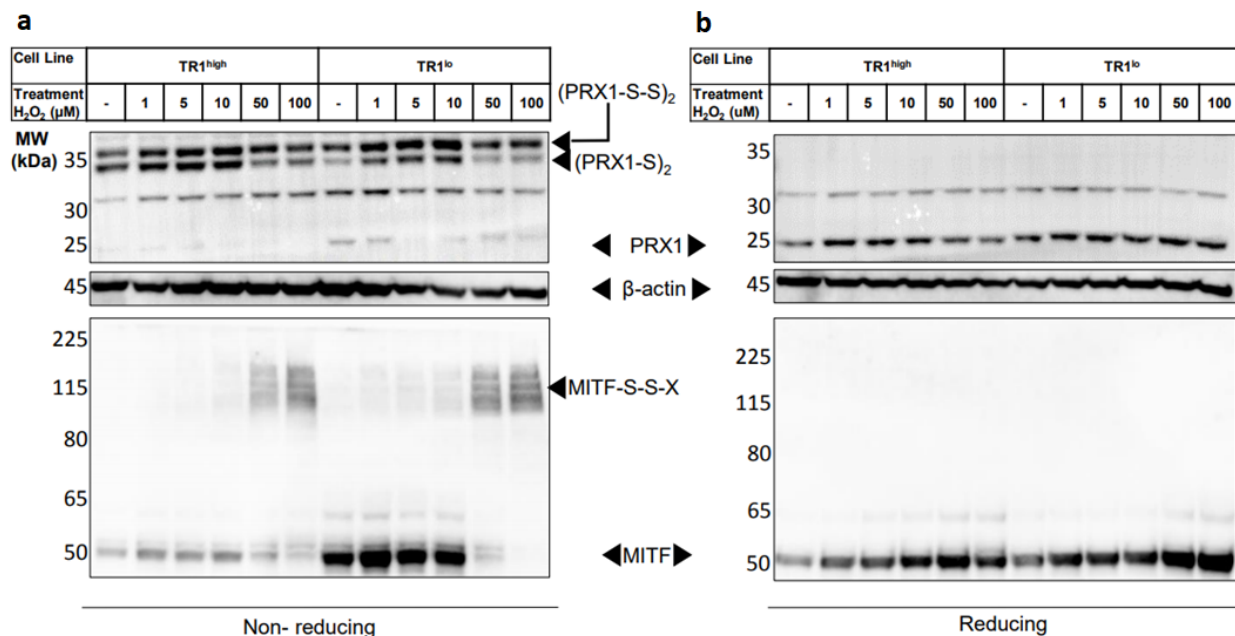 a
Cell Line TR1high TR1lo
Treatment H₂O₂ (µM) - 1 5 10 50 100 - 1 5 10 50 100
MW (kDa)
35
30
25
45
225
115
80
65
50
(PRX1-S-S)₂
(PRX1-S)₂
PRX1
β-actin
MITF-S-S-X
MITF
Non- reducing
b
Cell Line TR1high TR1lo
Treatment H₂O₂ (uM) - 1 5 10 50 100 - 1 5 10 50 100
35
30
25
45
225
115
80
65
50
Reducing